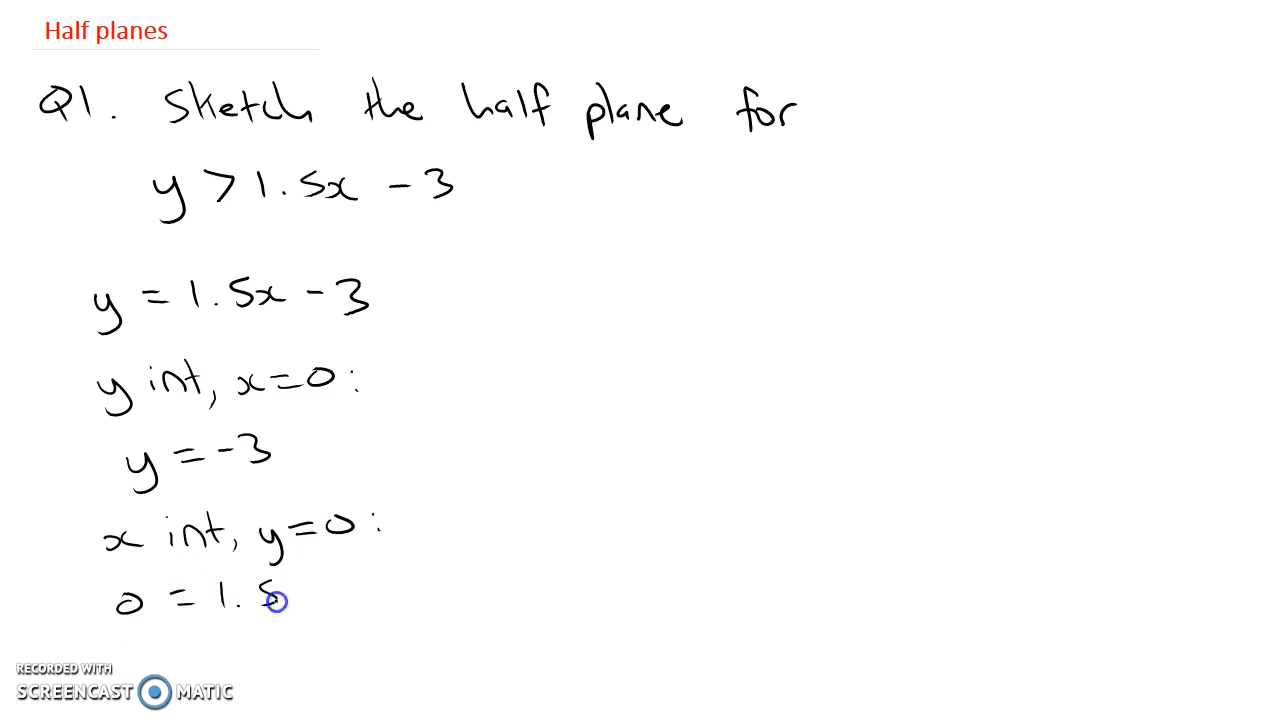 Half planes
Q1. Sketch the half plane for
y > 1.5x - 3
y = 1.5x - 3
y int, x=0:
y = -3
x int, y=0:
0 = 1.5
RECORDED WITH
SCREENCAST MATIC